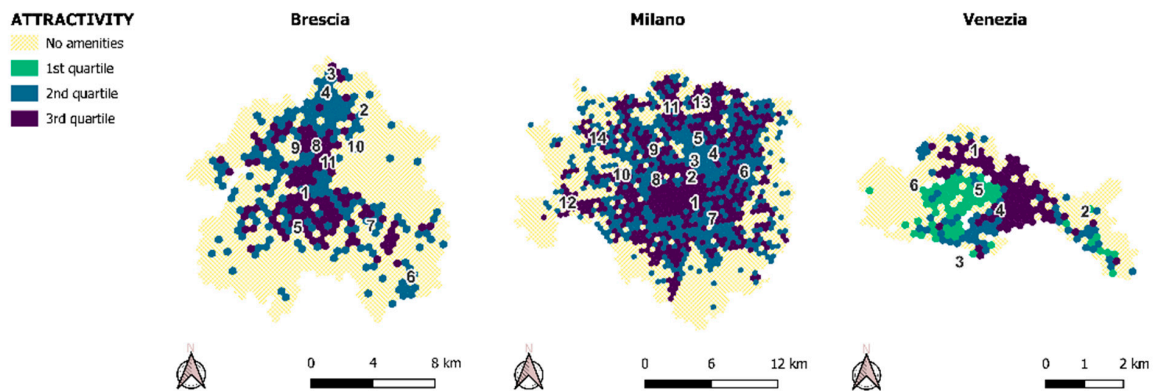 ATTRACTIVITY
No amenities
1st quartile
2nd quartile
3rd quartile
Brescia
3
4
2
9 8 10
11
1
5 7
6
N
0 4 8 km
Milano
11 13
14 5
9 4
3
10 8 2 6
12 1
7
N
0 6 12 km
Venezia
1
6 5
4 2
3
N
0 1 2 km